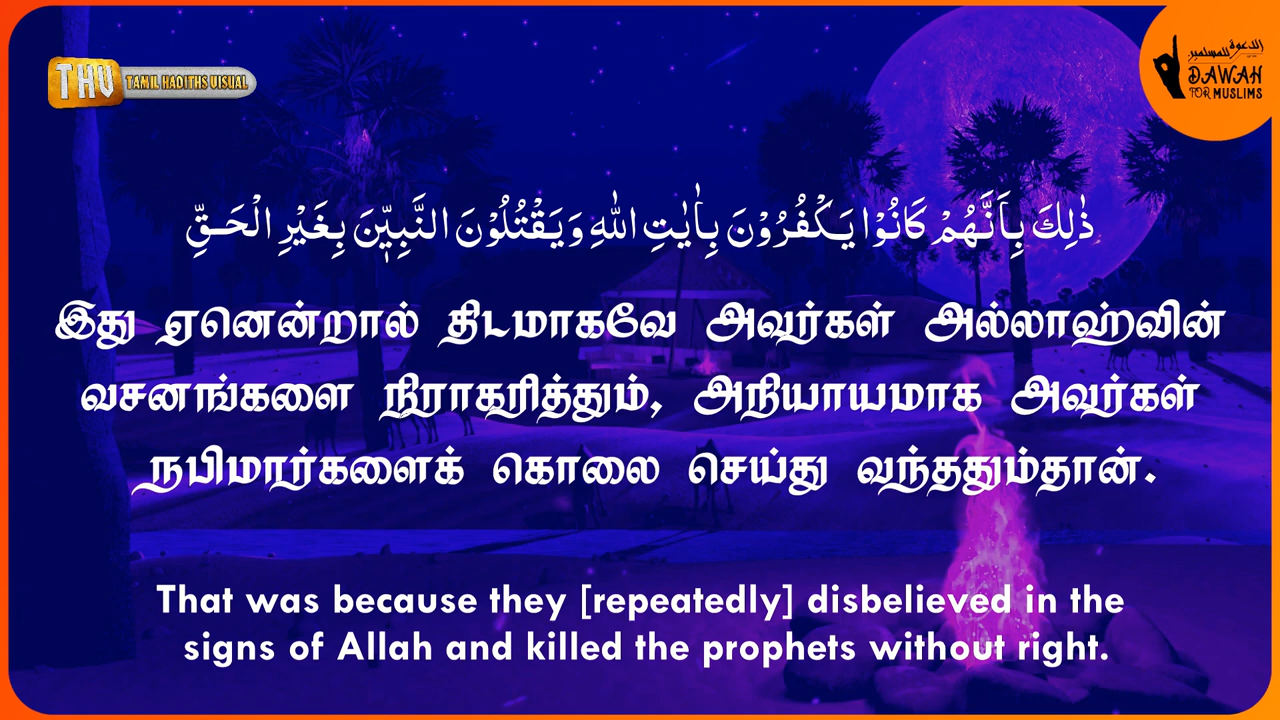 THV TAMIL HADITHS VISUAL
الدعوة للمسلمين
DAWAH
FOR MUSLIMS
ذٰلِكَ بِاَنَّهُمْ كَانُوْا يَكْفُرُوْنَ بِاٰيٰتِ اللّٰهِ وَيَقْتُلُوْنَ النَّبِيّٖنَ بِغَيْرِ الْحَـقِّ
இது ஏனென்றால் திடமாகவே அவர்கள் அல்லாஹ்வின்
வசனங்களை நிராகரித்தும், அநியாயமாக அவர்கள்
நபிமார்களைக் கொலை செய்து வந்ததும்தான்.
That was because they [repeatedly] disbelieved in the
signs of Allah and killed the prophets without right.